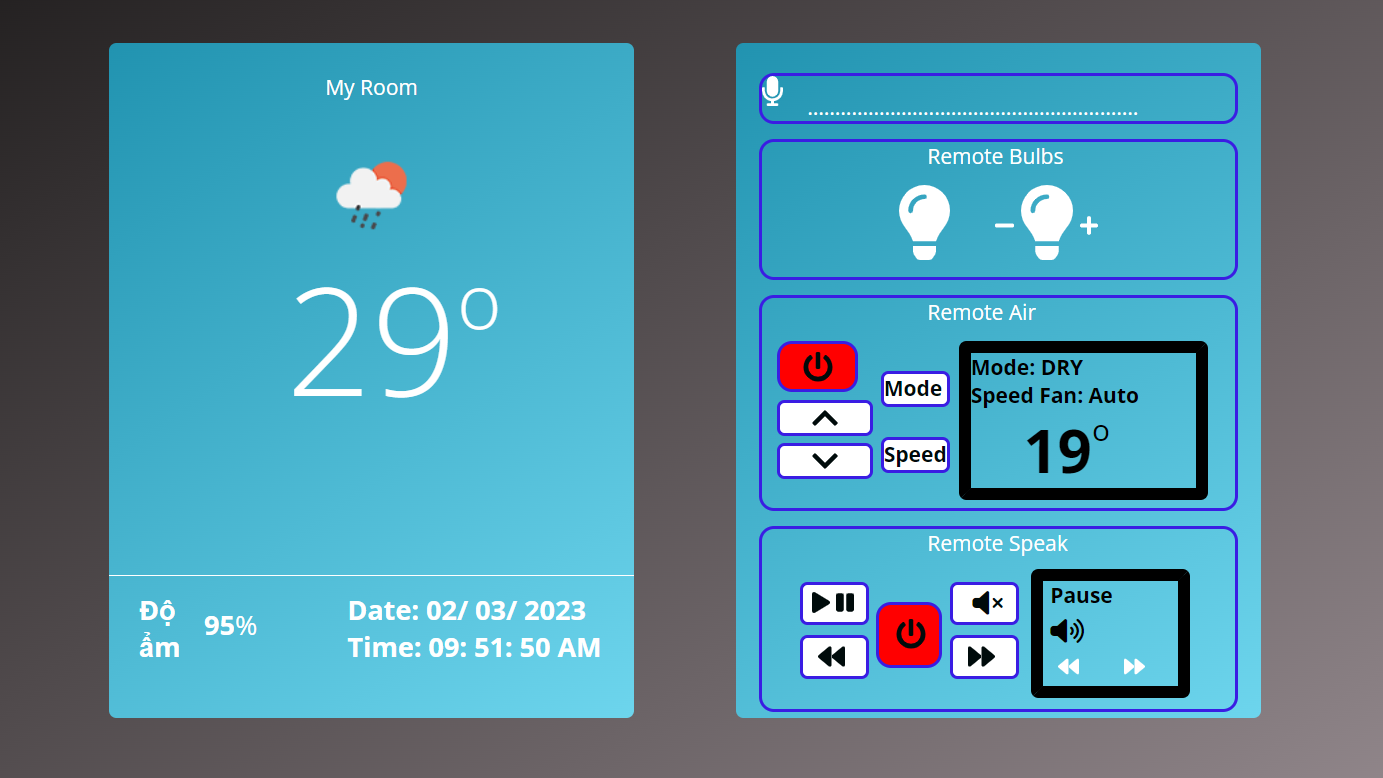 My Room
29°
Độ ẩm
95%
Date: 02/ 03/ 2023
Time: 09: 51: 50 AM
............................................................
Remote Bulbs
− +
Remote Air
Mode
Speed
Mode: DRY
Speed Fan: Auto
19°
Remote Speak
Pause